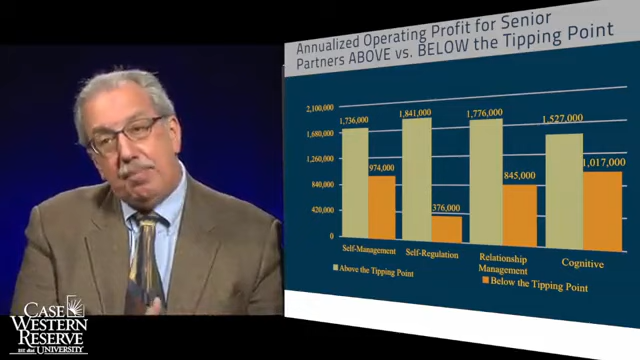 Annualized Operating Profit for Senior
Partners ABOVE vs. BELOW the Tipping Point
2,100,000
1,680,000
1,260,000
840,000
420,000
0
1,736,000
974,000
1,841,000
376,000
1,776,000
845,000
1,527,000
1,017,000
Self-Management
Self-Regulation
Relationship
Management
Cognitive
Above the Tipping Point
Below the Tipping Point
CASE
WESTERN
RESERVE
EST. 1826 UNIVERSITY